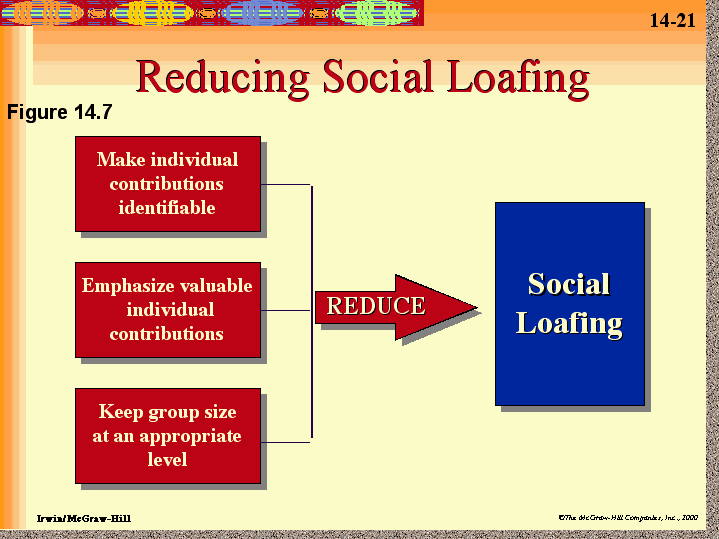 14-21
Reducing Social Loafing
Figure 14.7
Make individual
contributions
identifiable
Emphasize valuable
individual
contributions
Keep group size
at an appropriate
level
REDUCE
Social
Loafing
Irwin/McGraw-Hill
©The McGraw-Hill Companies, Inc., 2000